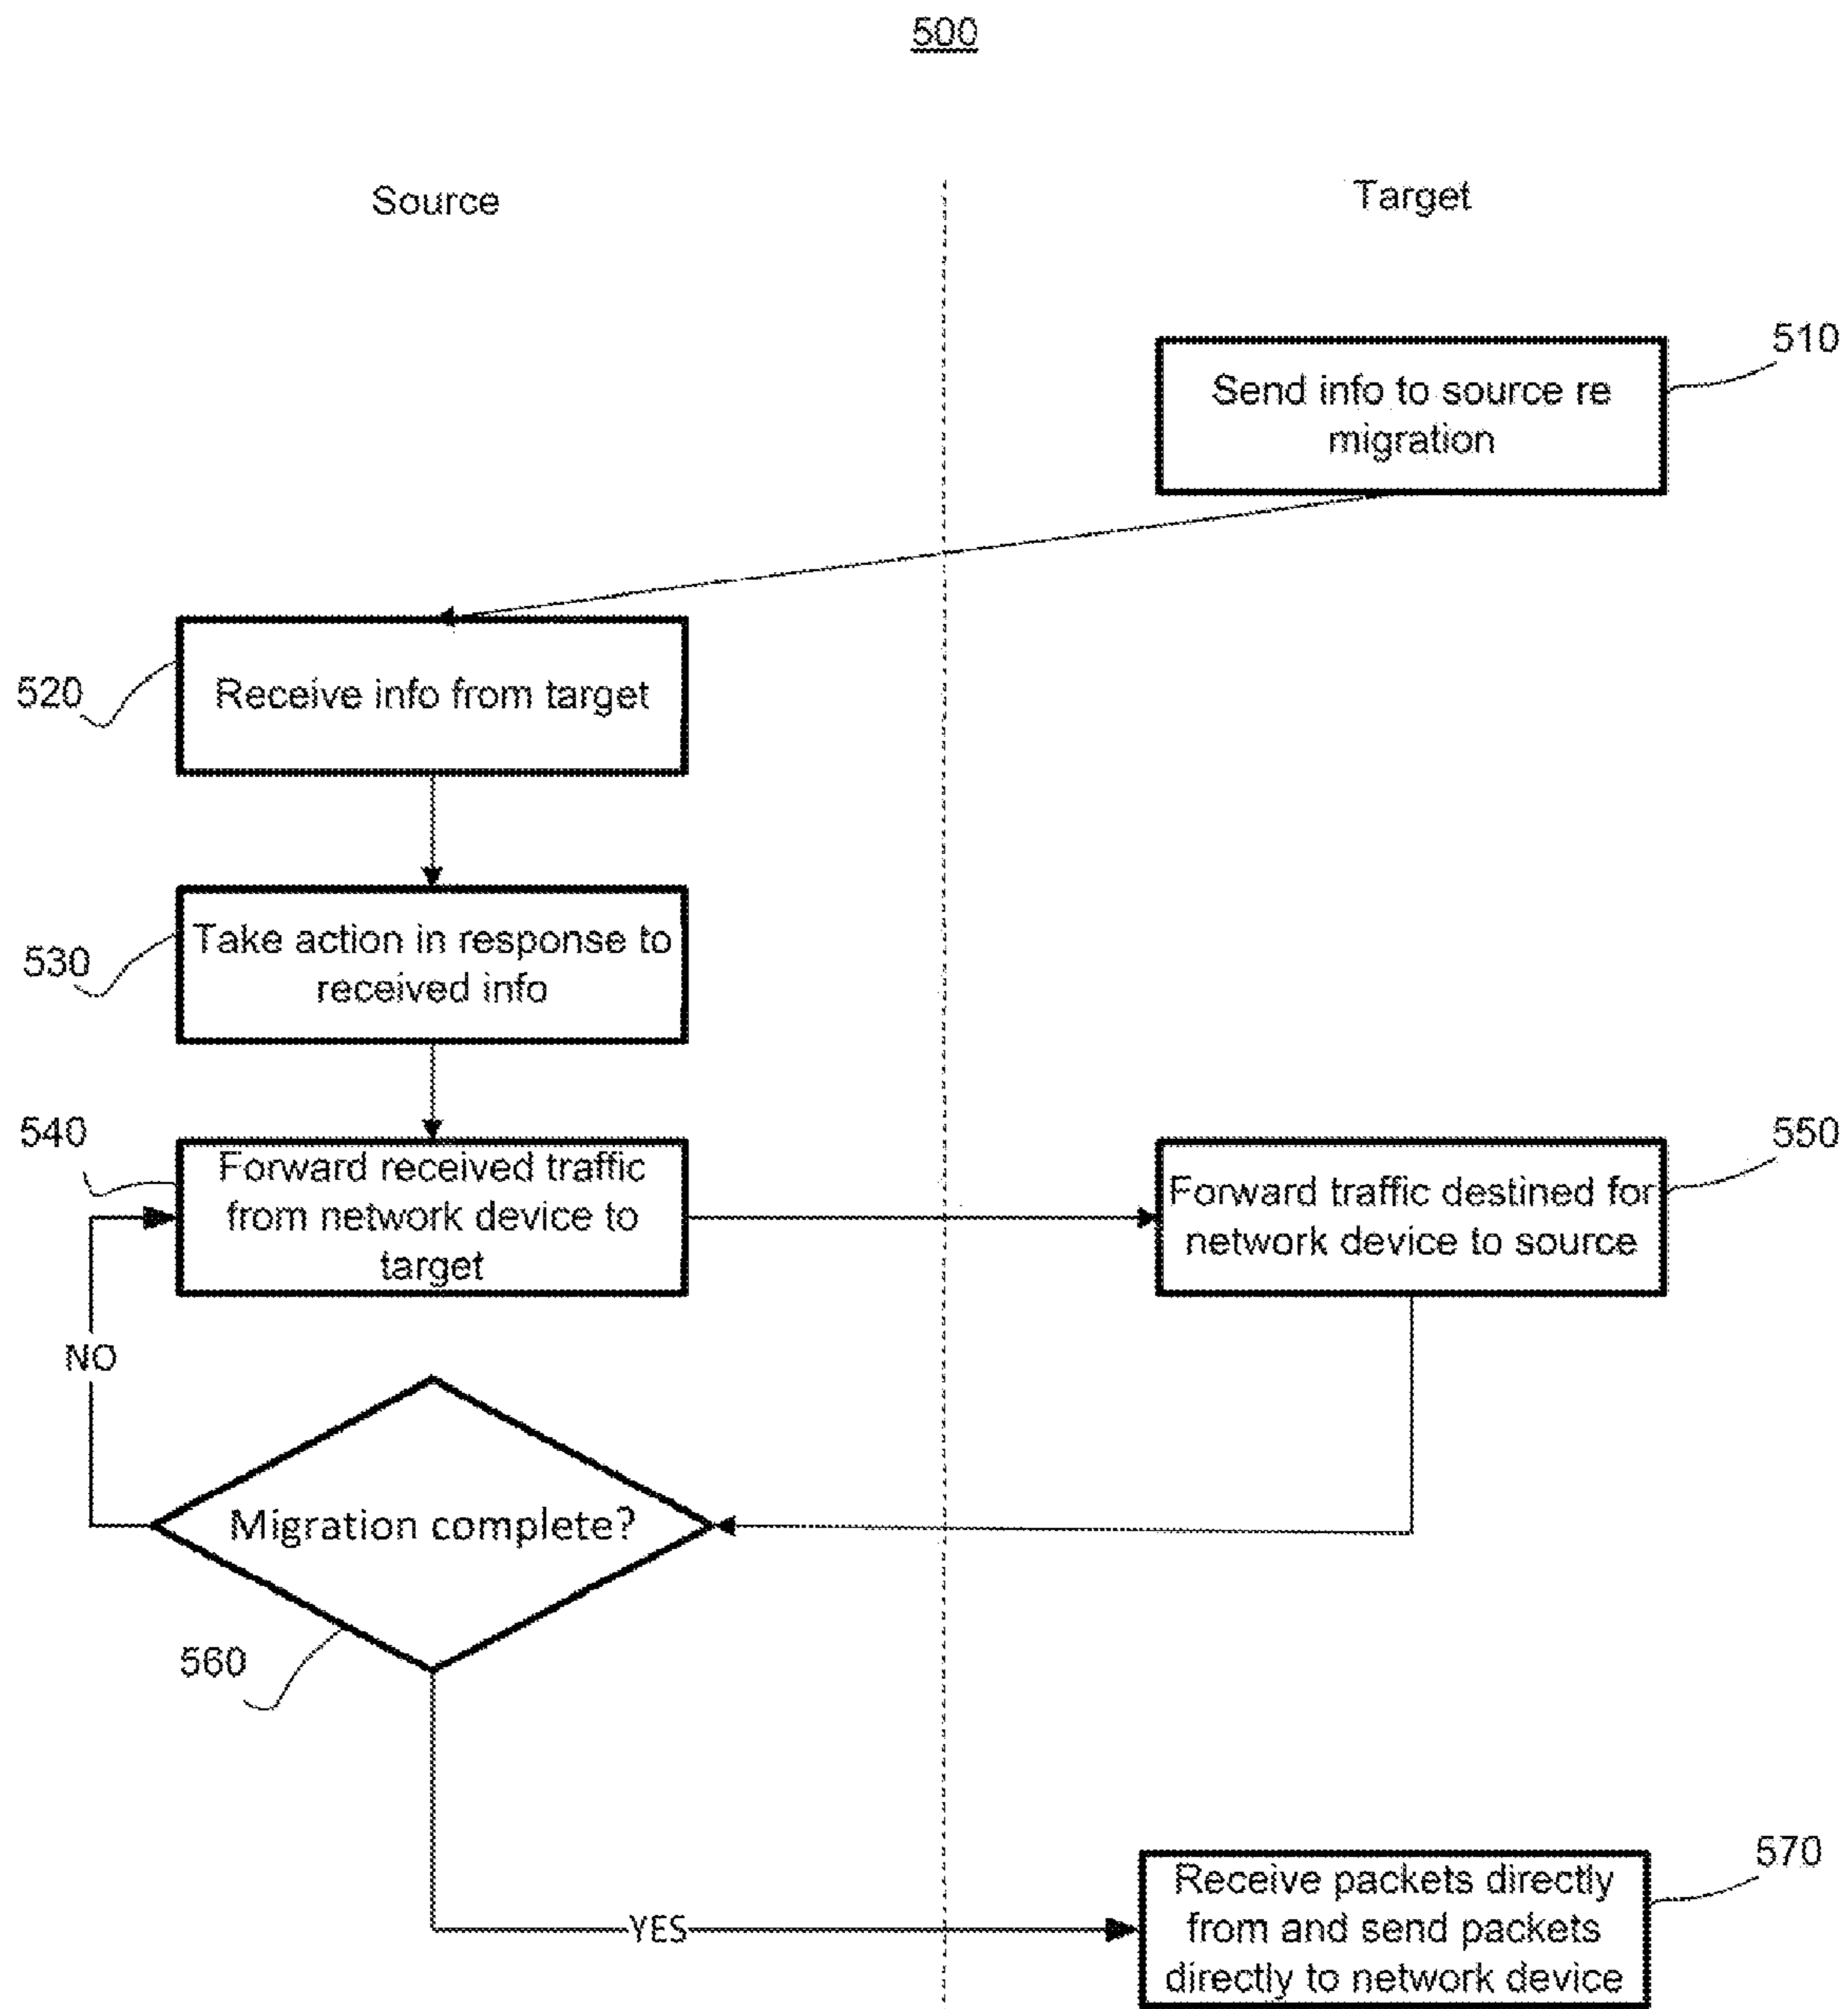 500
Source
Target
510
Send info to source re
migration
520
Receive info from target
530
Take action in response to
received info
540
Forward received traffic
from network device to
target
550
Forward traffic destined for
network device to source
NO
Migration complete?
560
YES
570
Receive packets directly
from and send packets
directly to network device